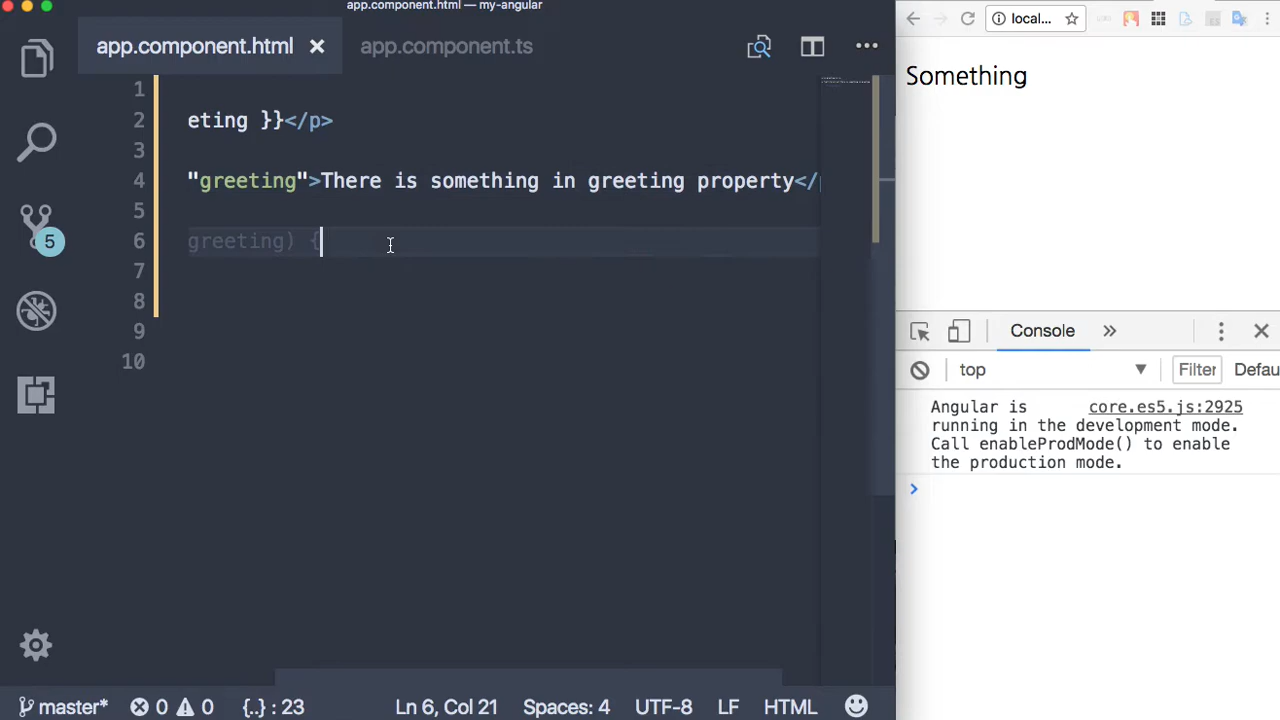 app.component.html — my-angular
app.component.html
app.component.ts
1
2 eting }}</p>
3
4 "greeting">There is something in greeting property</
5
6 greeting) {
7
8
9
10
5
master* 0 0 {..} : 23 Ln 6, Col 21 Spaces: 4 UTF-8 LF HTML
local...
Something
Console
top Filter Defau
Angular is core.es5.js:2925
running in the development mode.
Call enableProdMode() to enable
the production mode.